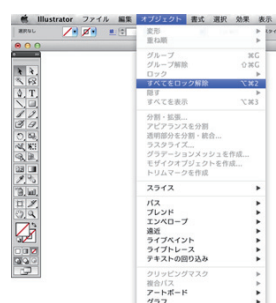 Illustrator ファイル 編集 オブジェクト 書式 選択 効果 表示
選択なし
変形
重ね順
グループ ⌘G
グループ解除 ⇧⌘G
ロック
すべてをロック解除 ⌥⌘2
隠す
すべてを表示 ⌥⌘3
分割・拡張...
アピアランスを分割
透明部分を分割・統合...
ラスタライズ...
グラデーションメッシュを作成...
モザイクオブジェクトを作成...
トリムマークを作成
スライス
パス
ブレンド
エンベロープ
遠近
ライブペイント
ライブトレース
テキストの回り込み
クリッピングマスク
複合パス
アートボード
グラフ